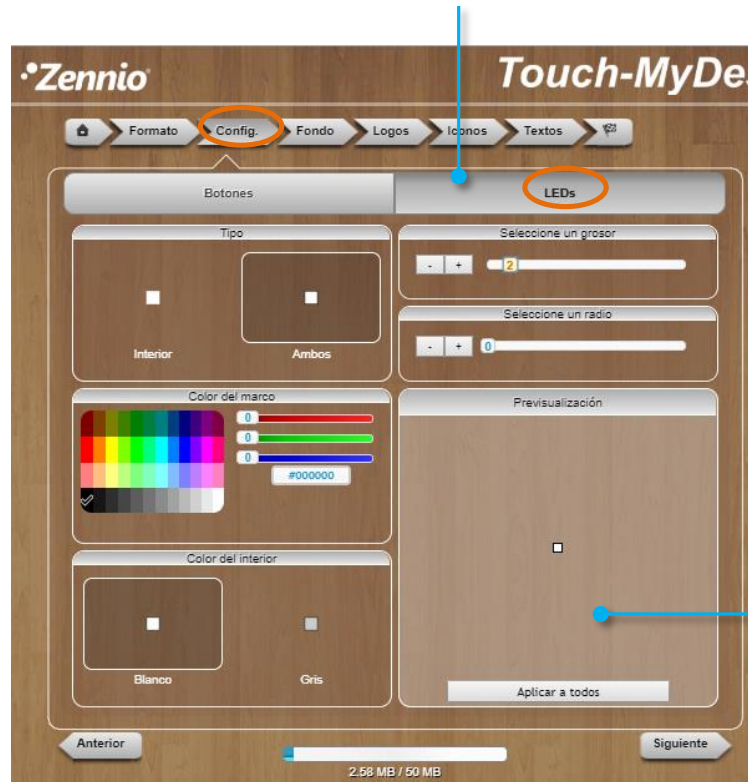 Zennio
Touch-MyDes
Formato Config. Fondo Logos Iconos Textos
Botones LEDs
Tipo
Interior Ambos
Seleccione un grosor
- + 2
Seleccione un radio
- + 0
Color del marco
0
0
0
#000000
Previsualización
Color del interior
Blanco Gris
Aplicar a todos
Anterior Siguiente
2.58 MB / 50 MB